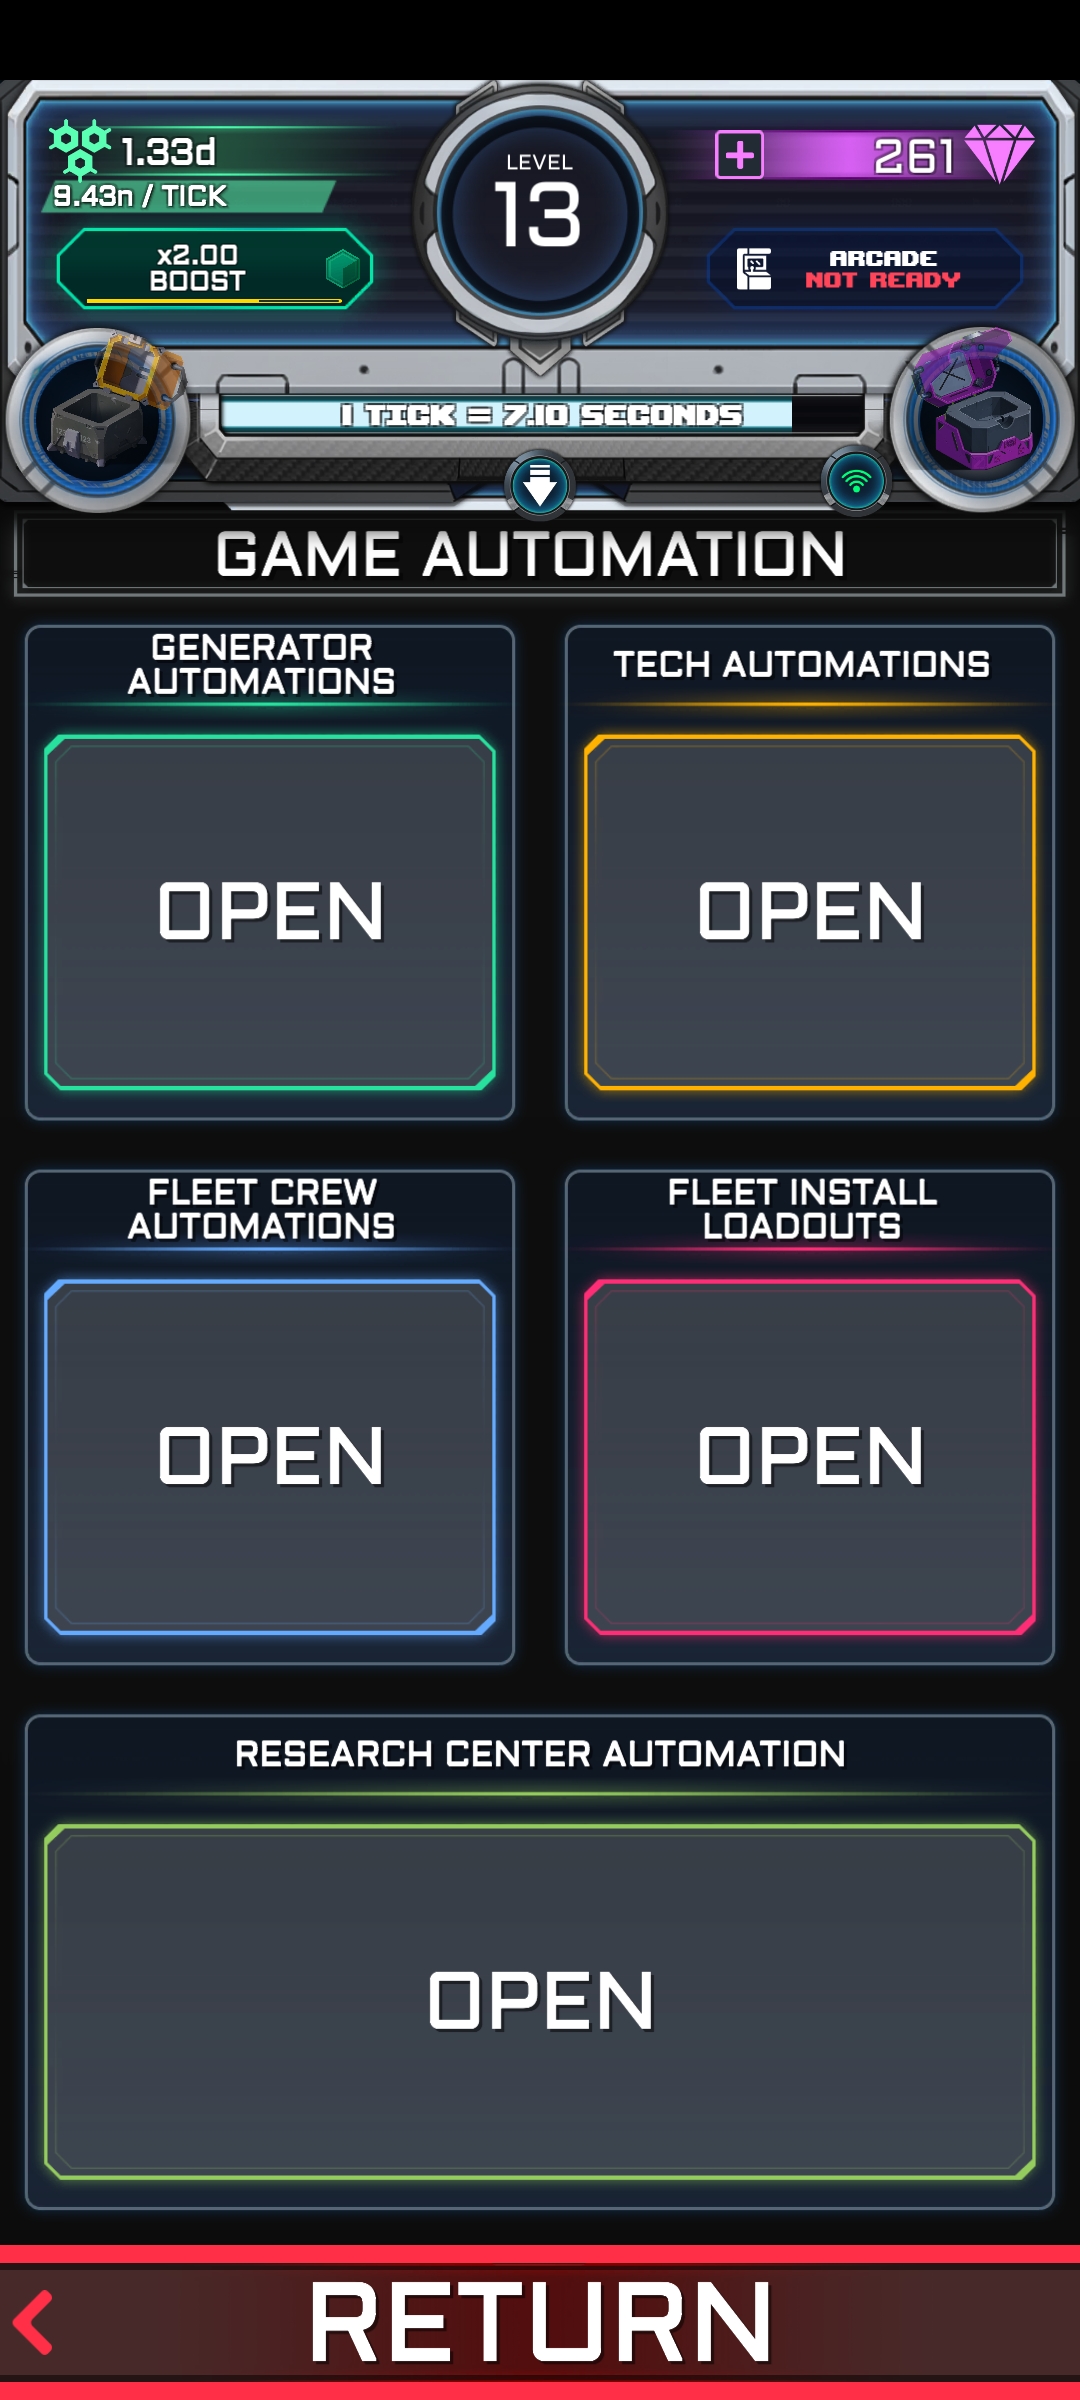 1.33d
9.43n / TICK
x2.00
BOOST
LEVEL
13
261
ARCADE
NOT READY
1 TICK = 7.10 SECONDS
GAME AUTOMATION
GENERATOR
AUTOMATIONS
OPEN
TECH AUTOMATIONS
OPEN
FLEET CREW
AUTOMATIONS
OPEN
FLEET INSTALL
LOADOUTS
OPEN
RESEARCH CENTER AUTOMATION
OPEN
RETURN